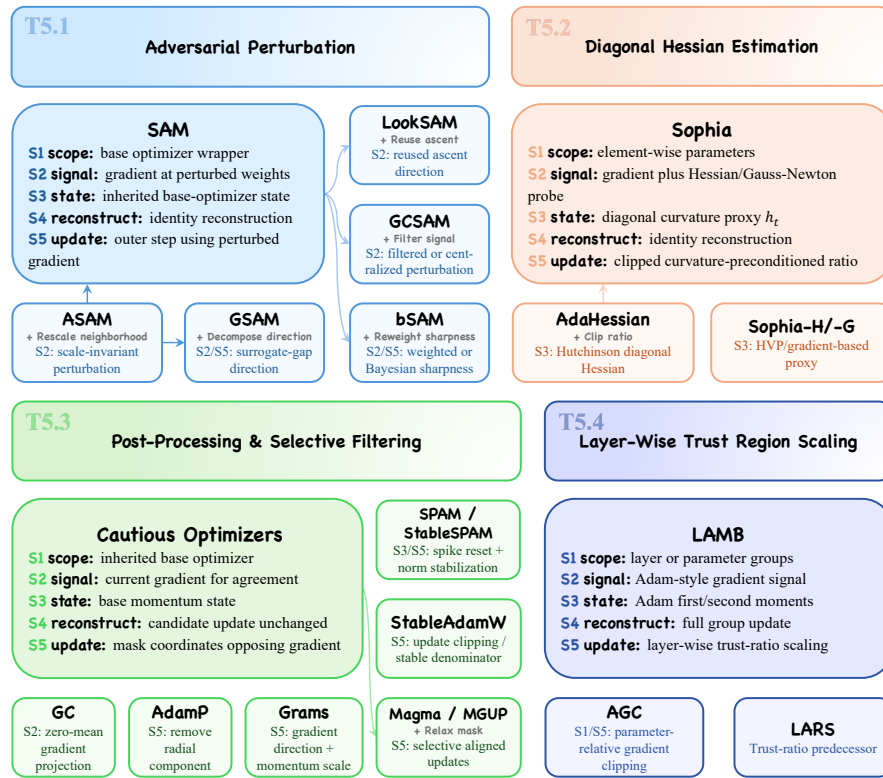 T5.1
Adversarial Perturbation
SAM
S1 scope: base optimizer wrapper
S2 signal: gradient at perturbed weights
S3 state: inherited base-optimizer state
S4 reconstruct: identity reconstruction
S5 update: outer step using perturbed
gradient
LookSAM
+ Reuse ascent
S2: reused ascent
direction
GCSAM
+ Filter signal
S2: filtered or cent-
ralized perturbation
ASAM
+ Rescale neighborhood
S2: scale-invariant
perturbation
GSAM
+ Decompose direction
S2/S5: surrogate-gap
direction
bSAM
+ Reweight sharpness
S2/S5: weighted or
Bayesian sharpness
T5.2
Diagonal Hessian Estimation
Sophia
S1 scope: element-wise parameters
S2 signal: gradient plus Hessian/Gauss-Newton
probe
S3 state: diagonal curvature proxy h_t
S4 reconstruct: identity reconstruction
S5 update: clipped curvature-preconditioned ratio
AdaHessian
+ Clip ratio
S3: Hutchinson diagonal
Hessian
Sophia-H/-G
S3: HVP/gradient-based
proxy
T5.3
Post-Processing & Selective Filtering
Cautious Optimizers
S1 scope: inherited base optimizer
S2 signal: current gradient for agreement
S3 state: base momentum state
S4 reconstruct: candidate update unchanged
S5 update: mask coordinates opposing gradient
SPAM /
StableSPAM
S3/S5: spike reset +
norm stabilization
StableAdamW
S5: update clipping /
stable denominator
GC
S2: zero-mean
gradient
projection
AdamP
S5: remove
radial
component
Grams
S5: gradient
direction +
momentum scale
Magma / MGUP
+ Relax mask
S5: selective aligned
updates
T5.4
Layer-Wise Trust Region Scaling
LAMB
S1 scope: layer or parameter groups
S2 signal: Adam-style gradient signal
S3 state: Adam first/second moments
S4 reconstruct: full group update
S5 update: layer-wise trust-ratio scaling
AGC
S1/S5: parameter-
relative gradient
clipping
LARS
Trust-ratio predecessor